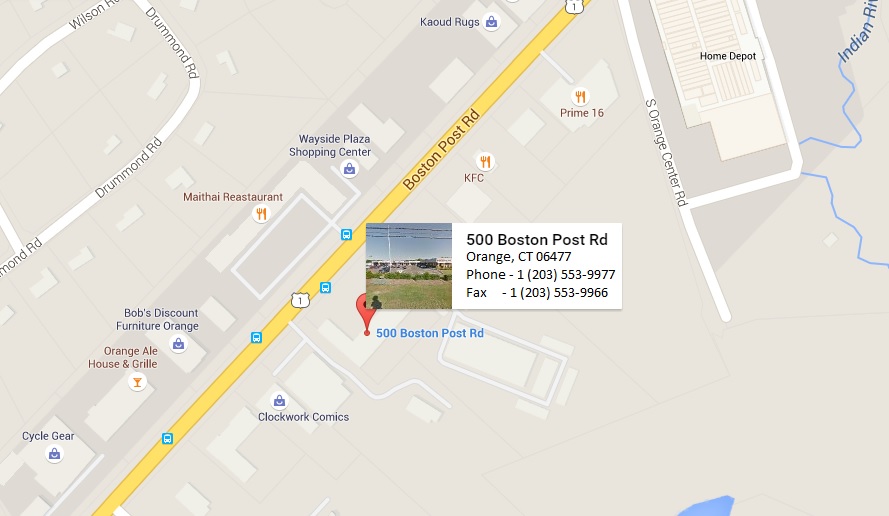 Wilson Rd
Drummond Rd
Kaoud Rugs
1
Indian Riv
Home Depot
Prime 16
S Orange Center Rd
Wayside Plaza
Shopping Center
Boston Post Rd
Drummond Rd
KFC
Maithai Reastaurant
mond Rd
500 Boston Post Rd
Orange, CT 06477
Phone - 1 (203) 553-9977
Fax - 1 (203) 553-9966
1
Bob's Discount
Furniture Orange
500 Boston Post Rd
Orange Ale
House & Grille
Clockwork Comics
Cycle Gear